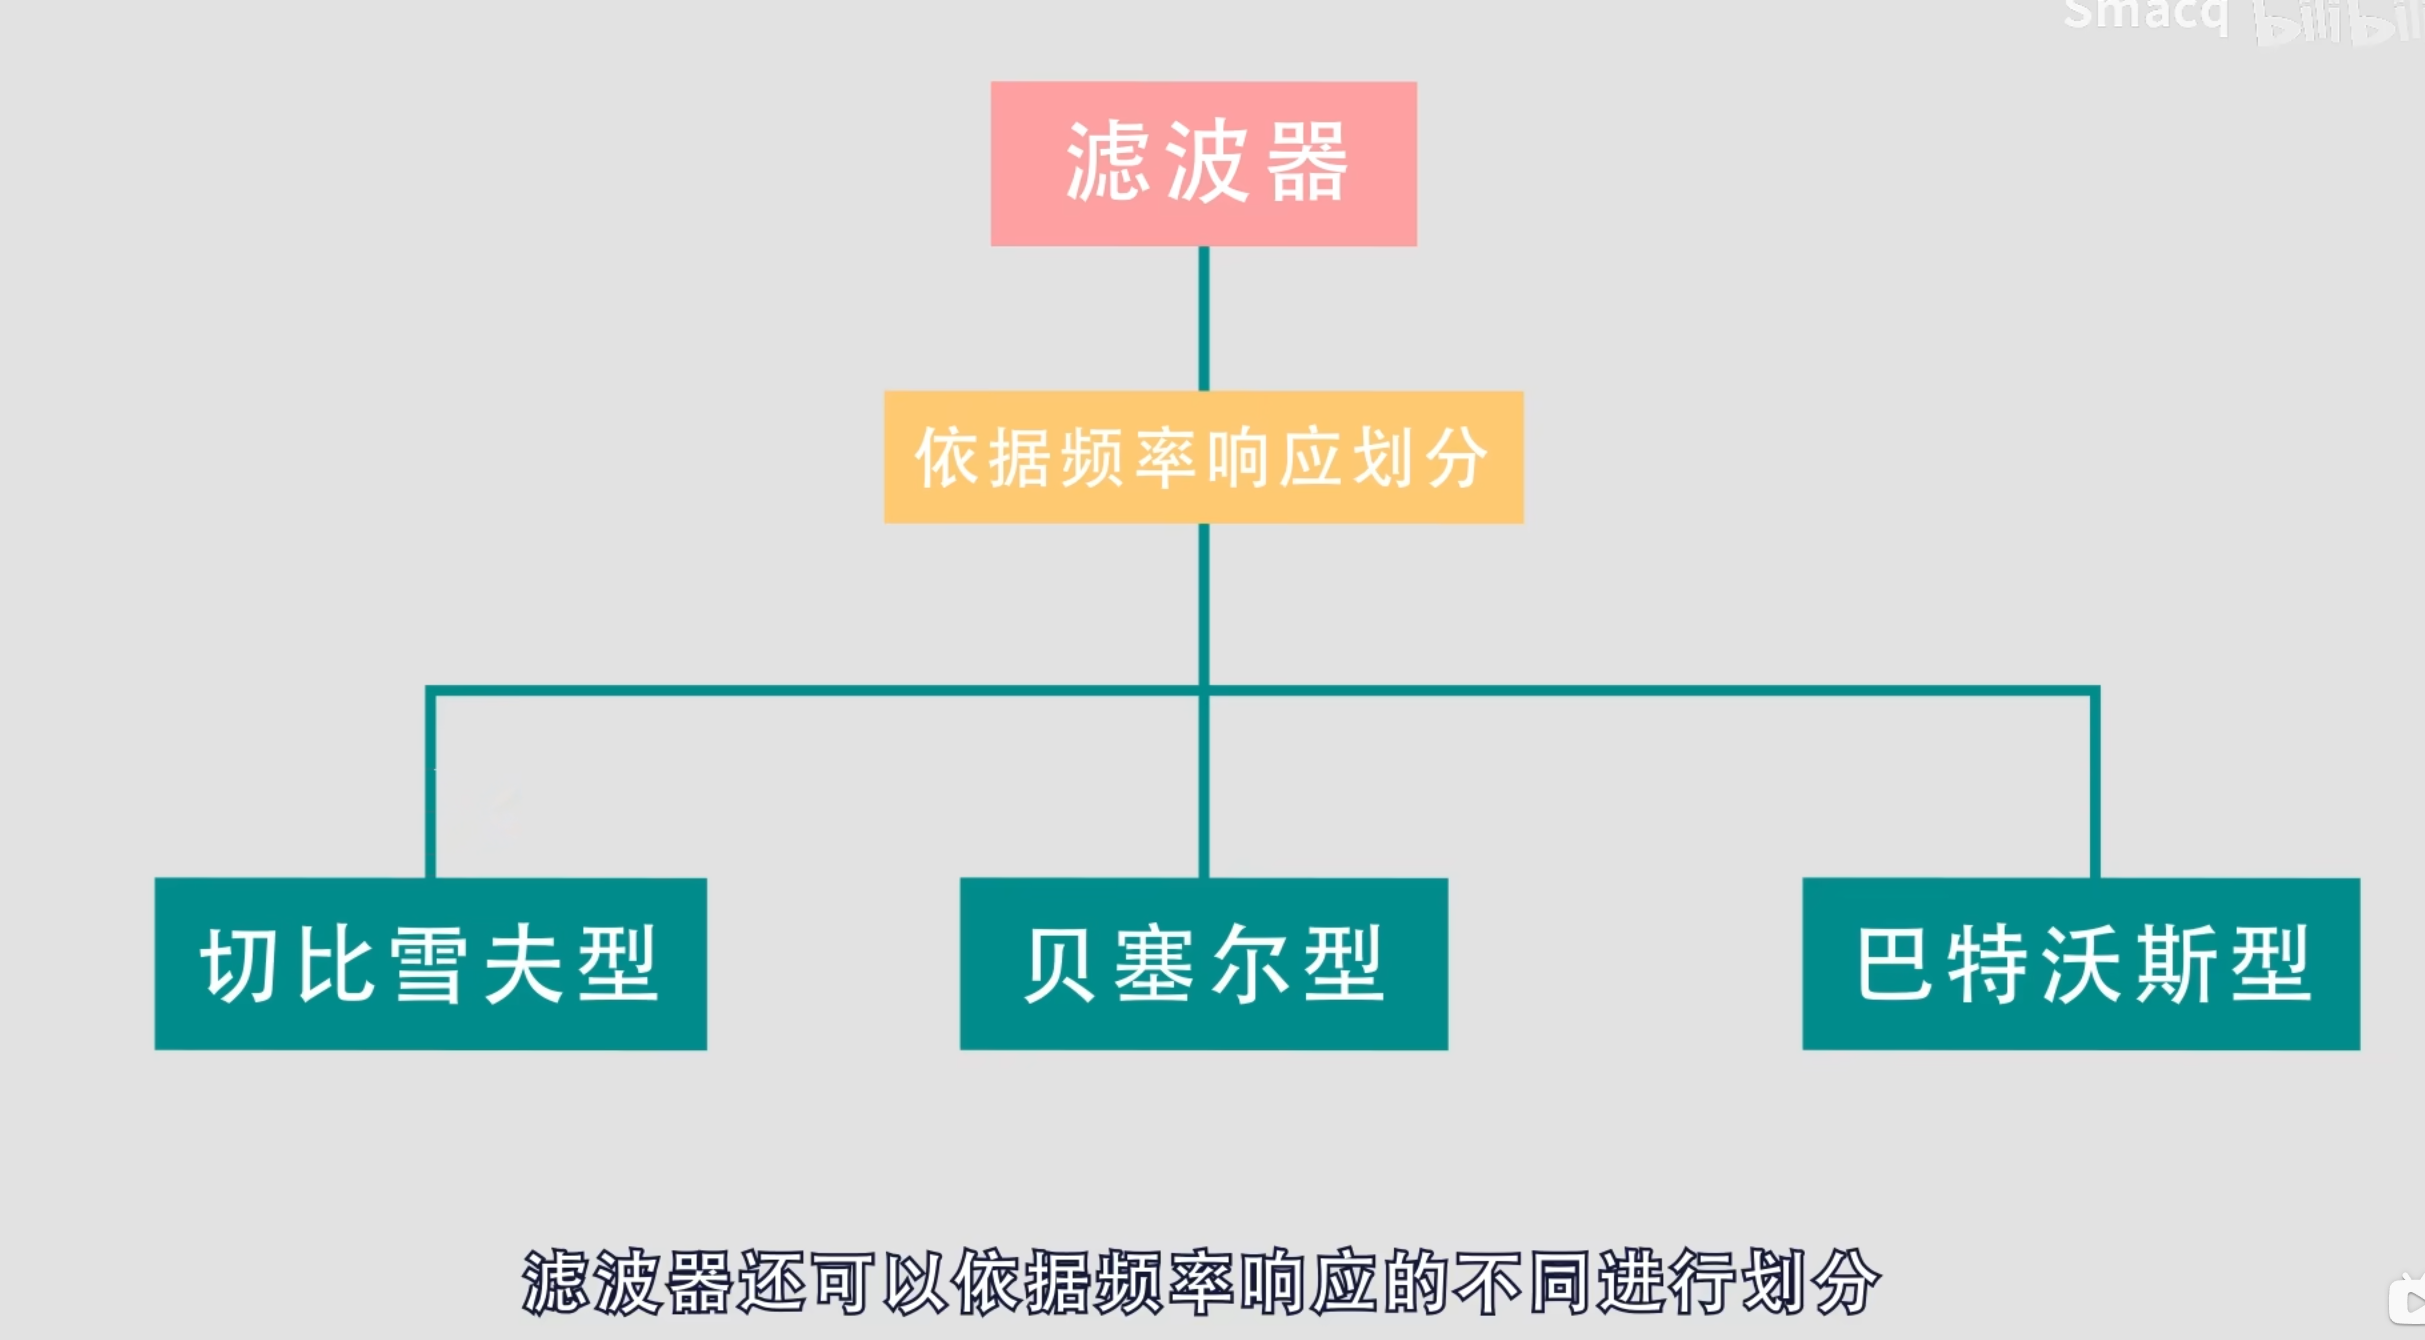 Smacq bilibili
滤波器
依据频率响应划分
切比雪夫型
贝塞尔型
巴特沃斯型
滤波器还可以依据频率响应的不同进行划分